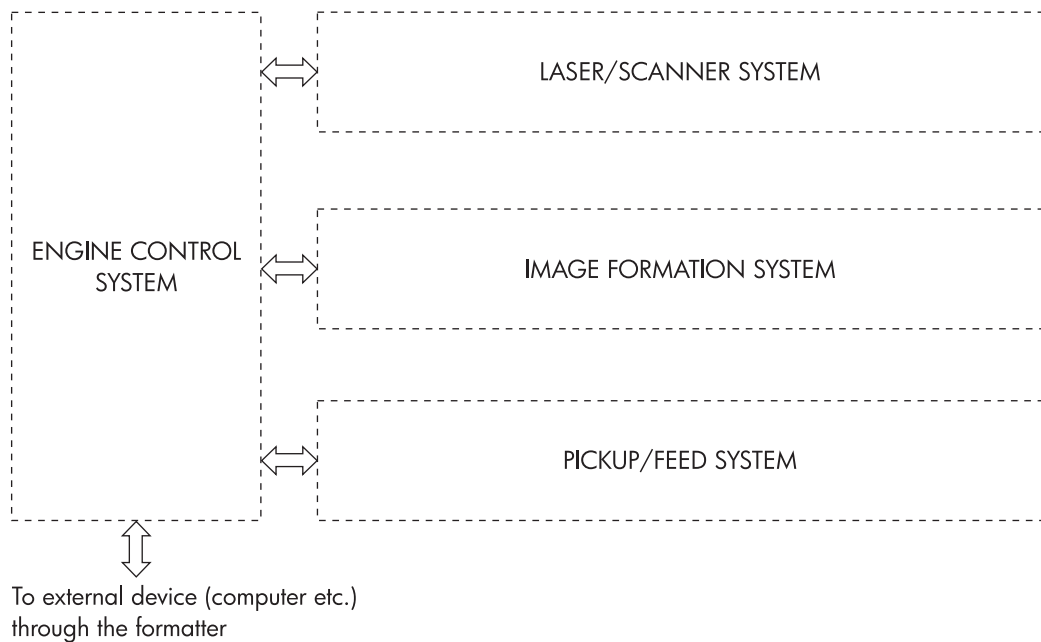 LASER/SCANNER SYSTEM
ENGINE CONTROL
SYSTEM
IMAGE FORMATION SYSTEM
PICKUP/FEED SYSTEM
To external device (computer etc.)
through the formatter